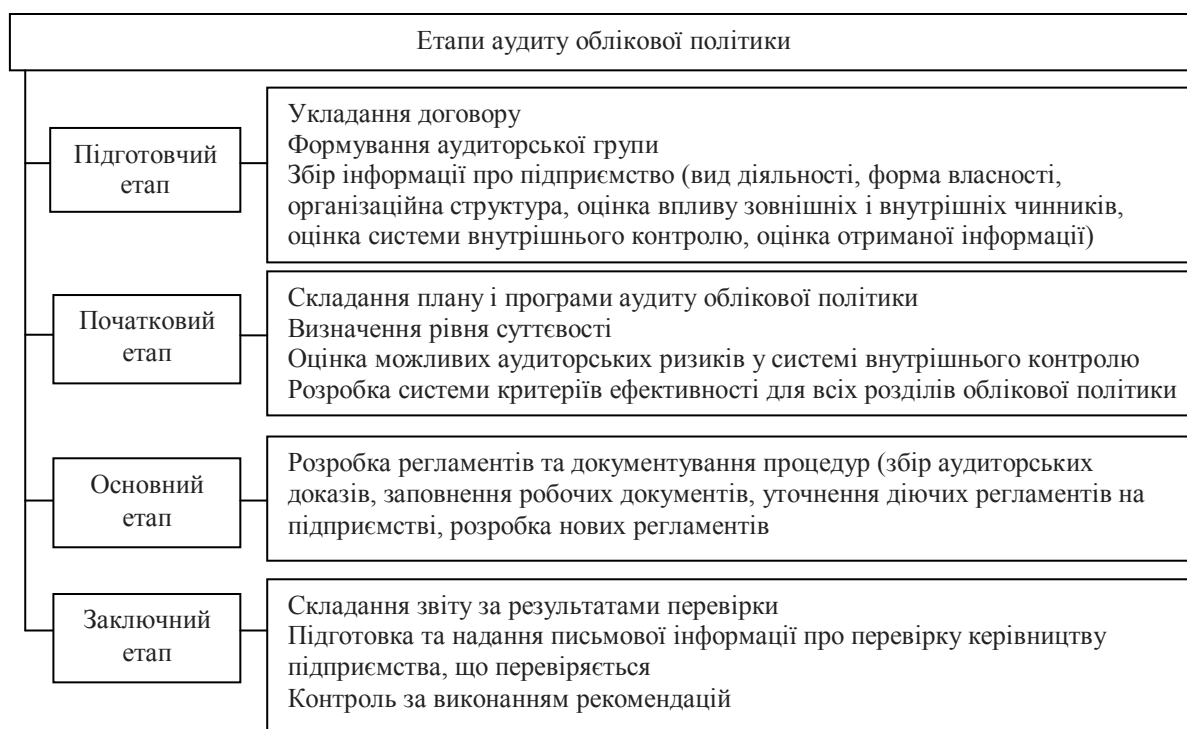 Етапи аудиту облікової політики
Підготовчий
етап
Укладання договору
Формування аудиторської групи
Збір інформації про підприємство (вид діяльності, форма власності,
організаційна структура, оцінка впливу зовнішніх і внутрішніх чинників,
оцінка системи внутрішнього контролю, оцінка отриманої інформації)
Початковий
етап
Складання плану і програми аудиту облікової політики
Визначення рівня суттєвості
Оцінка можливих аудиторських ризиків у системі внутрішнього контролю
Розробка системи критеріїв ефективності для всіх розділів облікової політики
Основний
етап
Розробка регламентів та документування процедур (збір аудиторських
доказів, заповнення робочих документів, уточнення діючих регламентів на
підприємстві, розробка нових регламентів
Заключний
етап
Складання звіту за результатами перевірки
Підготовка та надання письмової інформації про перевірку керівництву
підприємства, що перевіряється
Контроль за виконанням рекомендацій